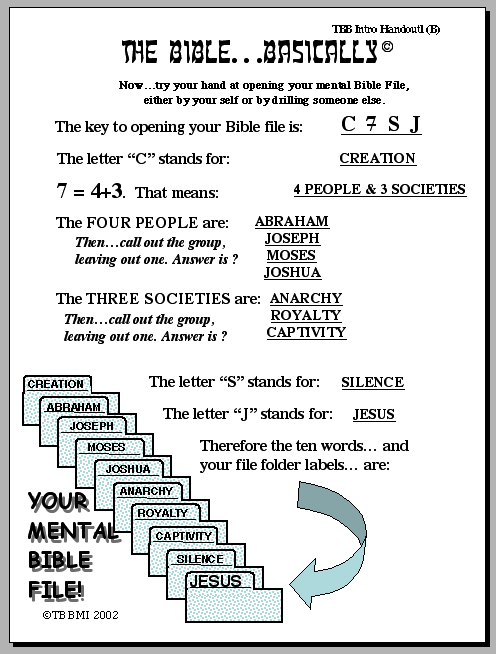 TBB Intro Handout1 (B)
THE BIBLE...BASICALLY©
Now...try your hand at opening your mental Bible File,
either by your self or by drilling someone else.
The key to opening your Bible file is: C 7 S J
The letter “C” stands for: CREATION
7 = 4+3. That means: 4 PEOPLE & 3 SOCIETIES
The FOUR PEOPLE are: ABRAHAM
Then...call out the group, JOSEPH
leaving out one. Answer is ? MOSES
JOSHUA
The THREE SOCIETIES are: ANARCHY
Then...call out the group, ROYALTY
leaving out one. Answer is ? CAPTIVITY
The letter “S” stands for: SILENCE
The letter “J” stands for: JESUS
Therefore the ten words... and
your file folder labels... are:
CREATION
ABRAHAM
JOSEPH
MOSES
JOSHUA
ANARCHY
ROYALTY
CAPTIVITY
SILENCE
JESUS
YOUR
MENTAL
BIBLE
FILE!
©TBBMI 2002